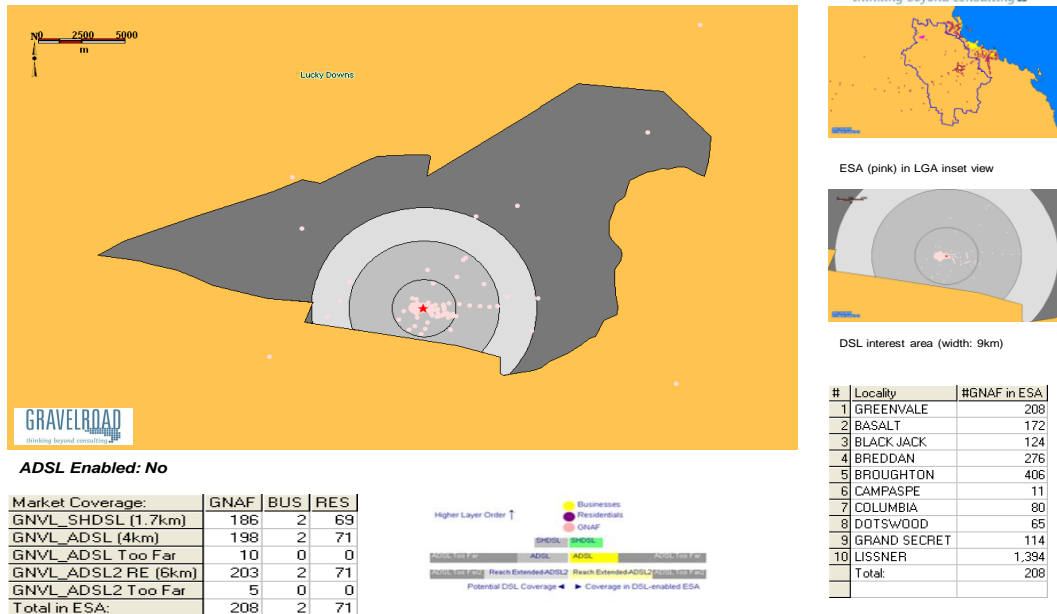 thinking beyond consulting
N 0 2500 5000
m
Lucky Downs
GRAVELROAD
thinking beyond consulting
ESA (pink) in LGA inset view
DSL interest area (width: 9km)
ADSL Enabled: No
Market Coverage: GNAF BUS RES
GNVL_SHDSL (1.7km) 186 2 69
GNVL_ADSL (4km) 198 2 71
GNVL_ADSL Too Far 10 0 0
GNVL_ADSL2 RE (6km) 203 2 71
GNVL_ADSL2 Too Far 5 0 0
Total in ESA: 208 2 71
Businesses
Higher Layer Order ↑ Residentials
GNAF
SHDSL SHDSL
ADSL Too Far ADSL ADSL ADSL Too Far
ADSL Too Far2 Reach Extended-ADSL2 Reach Extended-ADSL2 ADSL Too Far2
Potential DSL Coverage ◄ ► Coverage in DSL-enabled ESA
# Locality #GNAF in ESA
1 GREENVALE 208
2 BASALT 172
3 BLACK JACK 124
4 BREDDAN 276
5 BROUGHTON 406
6 CAMPASPE 11
7 COLUMBIA 80
8 DOTSWOOD 65
9 GRAND SECRET 114
10 LISSNER 1,394
Total: 208